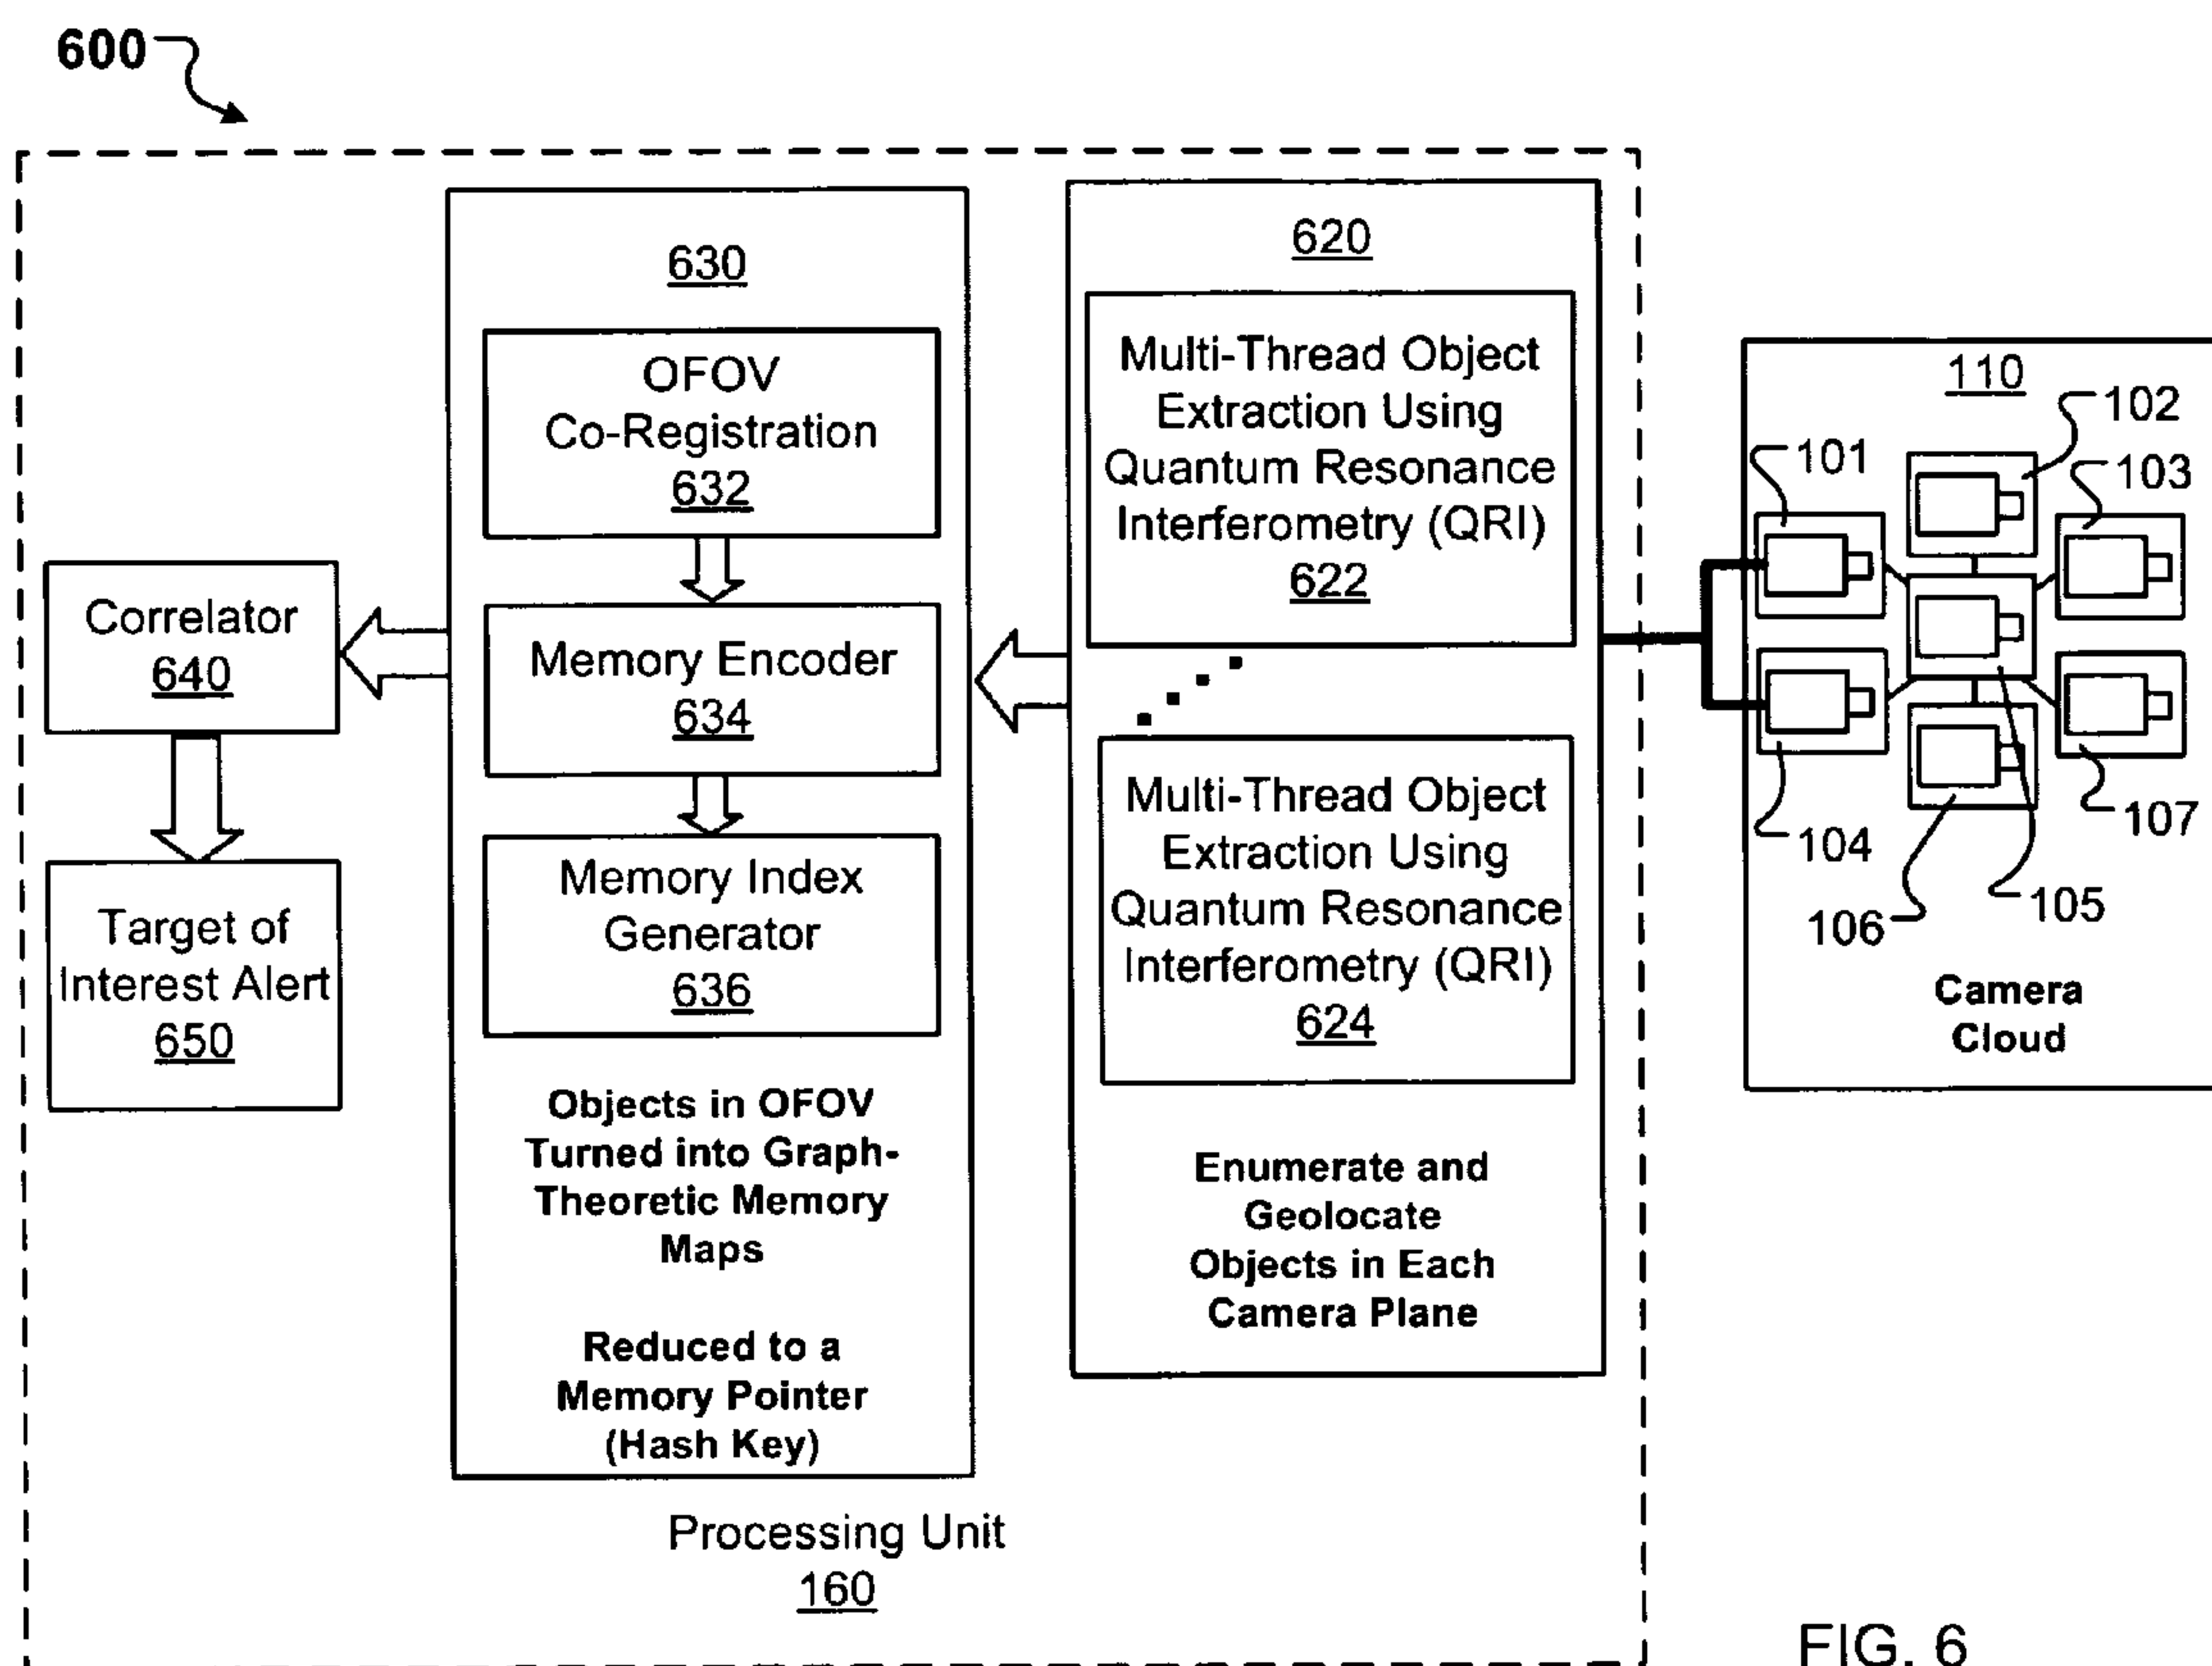 600
630
OFOV
Co-Registration
632
Memory Encoder
634
Memory Index
Generator
636
Objects in OFOV
Turned into Graph-
Theoretic Memory
Maps
Reduced to a
Memory Pointer
(Hash Key)
620
Multi-Thread Object
Extraction Using
Quantum Resonance
Interferometry (QRI)
622
Multi-Thread Object
Extraction Using
Quantum Resonance
Interferometry (QRI)
624
Enumerate and
Geolocate
Objects in Each
Camera Plane
Correlator
640
Target of
Interest Alert
650
Processing Unit
160
110
102
101
103
104
107
106
105
Camera
Cloud
FIG. 6